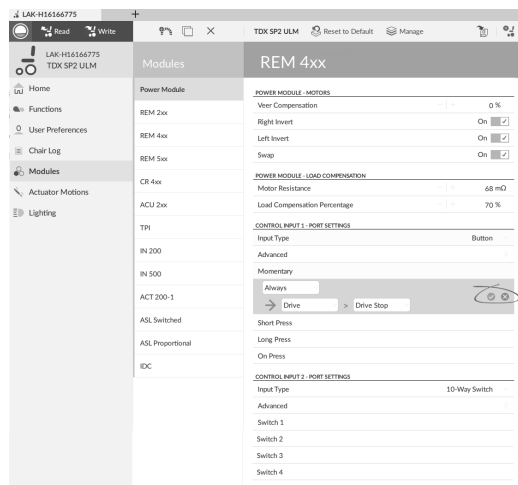 LAK-H16166775
Read
Write
TDX SP2 ULM
Reset to Default
Manage
LAK-H16166775
TDX SP2 ULM
Home
Functions
User Preferences
Chair Log
Modules
Actuator Motions
Lighting
Modules
Power Module
REM 2xx
REM 4xx
REM 5xx
CR 4xx
ACU 2xx
TPI
IN 200
IN 500
ACT 200-1
ASL Switched
ASL Proportional
IDC
REM 4xx
POWER MODULE - MOTORS
Veer Compensation 0 %
Right Invert On
Left Invert On
Swap On
POWER MODULE - LOAD COMPENSATION
Motor Resistance 68 mΩ
Load Compensation Percentage 70 %
CONTROL INPUT 1 - PORT SETTINGS
Input Type Button
Advanced
Momentary
Always
Drive > Drive Stop
Short Press
Long Press
On Press
CONTROL INPUT 2 - PORT SETTINGS
Input Type 10-Way Switch
Advanced
Switch 1
Switch 2
Switch 3
Switch 4